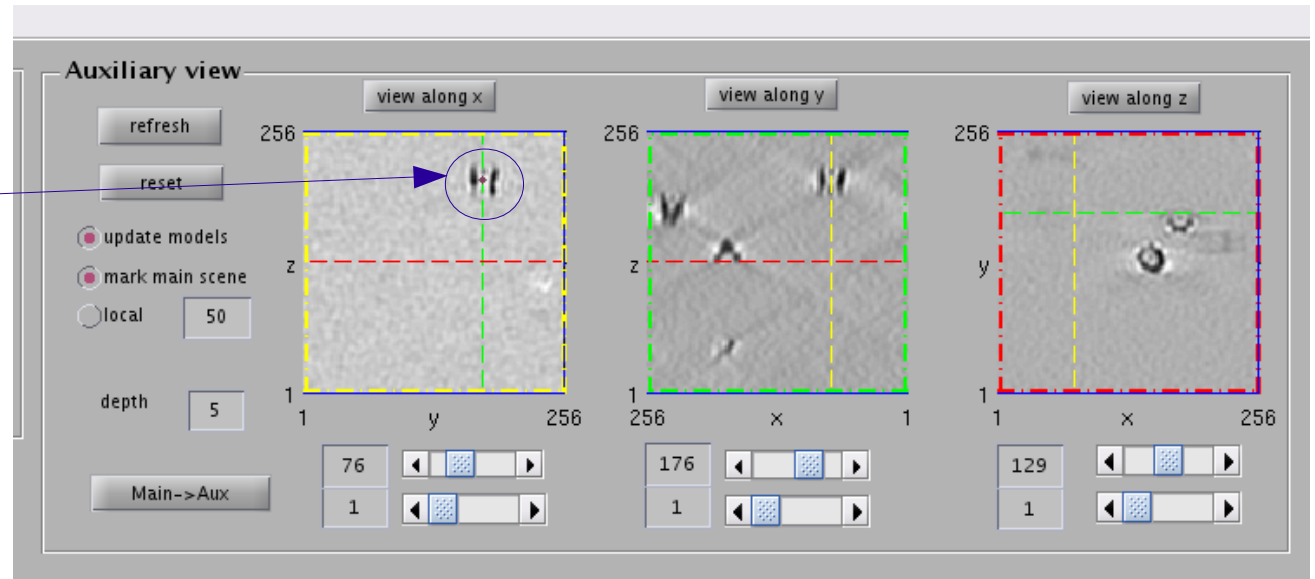 Auxiliary view
view along x
view along y
view along z
refresh
reset
update models
mark main scene
local 50
depth 5
Main->Aux
256
z
1
1 y 256
76
1
256
z
1
256 x 1
176
1
256
y
1
1 x 256
129
1